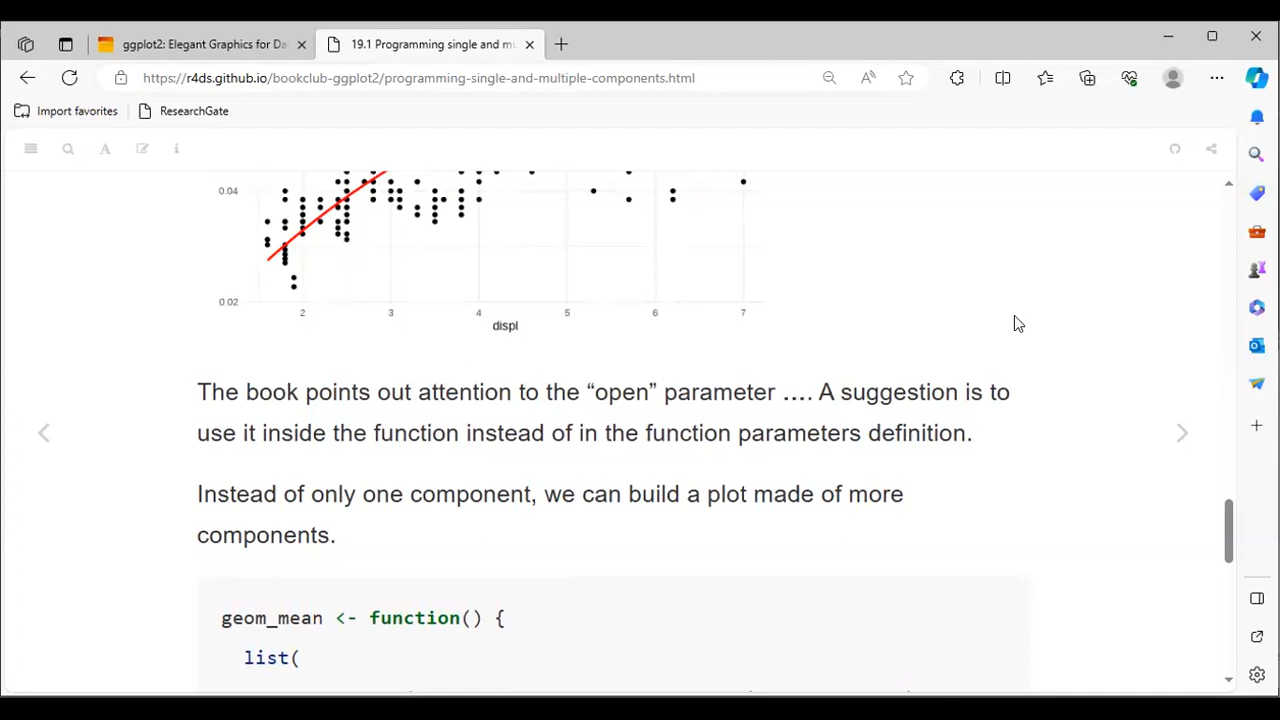 ggplot2: Elegant Graphics for Da
19.1 Programming single and mu
https://r4ds.github.io/bookclub-ggplot2/programming-single-and-multiple-components.html
Import favorites
ResearchGate
0.04
0.02
2 3 4 5 6 7
displ
The book points out attention to the “open” parameter .... A suggestion is to
use it inside the function instead of in the function parameters definition.
Instead of only one component, we can build a plot made of more
components.
geom_mean <- function() {
list(